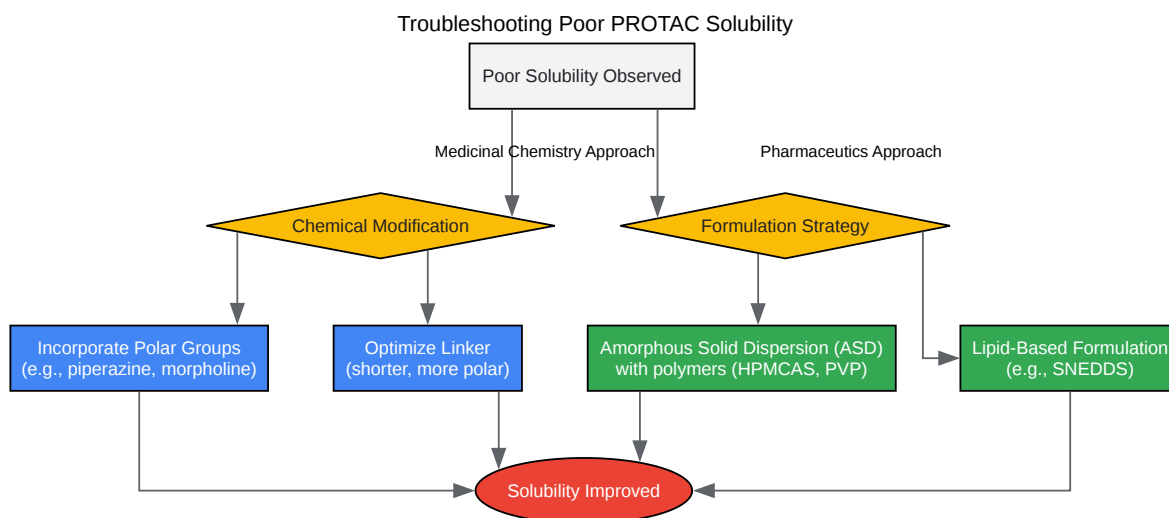 Troubleshooting Poor PROTAC Solubility
Poor Solubility Observed
Medicinal Chemistry Approach
Pharmaceutics Approach
Chemical Modification
Formulation Strategy
Incorporate Polar Groups
(e.g., piperazine, morpholine)
Optimize Linker
(shorter, more polar)
Amorphous Solid Dispersion (ASD)
with polymers (HPMCAS, PVP)
Lipid-Based Formulation
(e.g., SNEDDS)
Solubility Improved